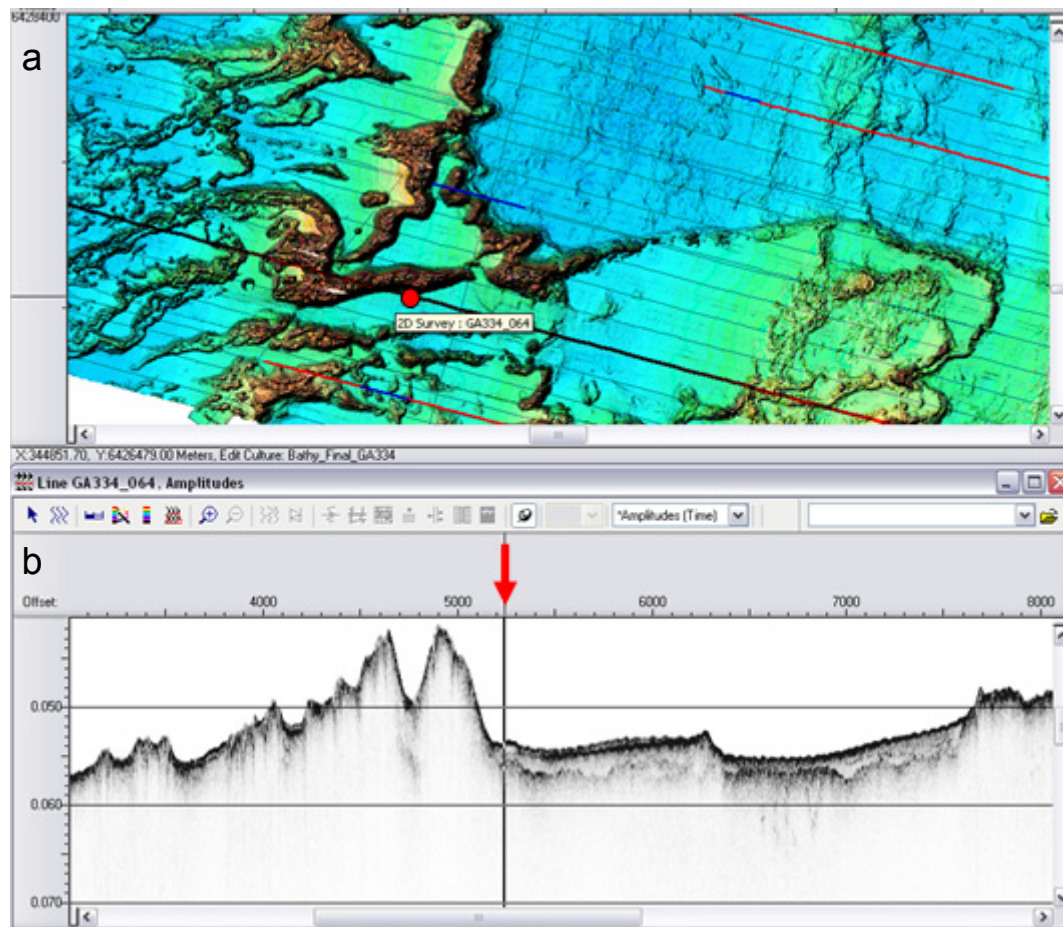 6428400
a
2D Survey : GA334_064
X:344851.70, Y:6426479.00 Meters, Edit Culture: Bathy_Final_GA334
Line GA334_064, Amplitudes
*Amplitudes (Time)
b
Offset: 4000 5000 6000 7000 8000
0.050
0.060
0.070